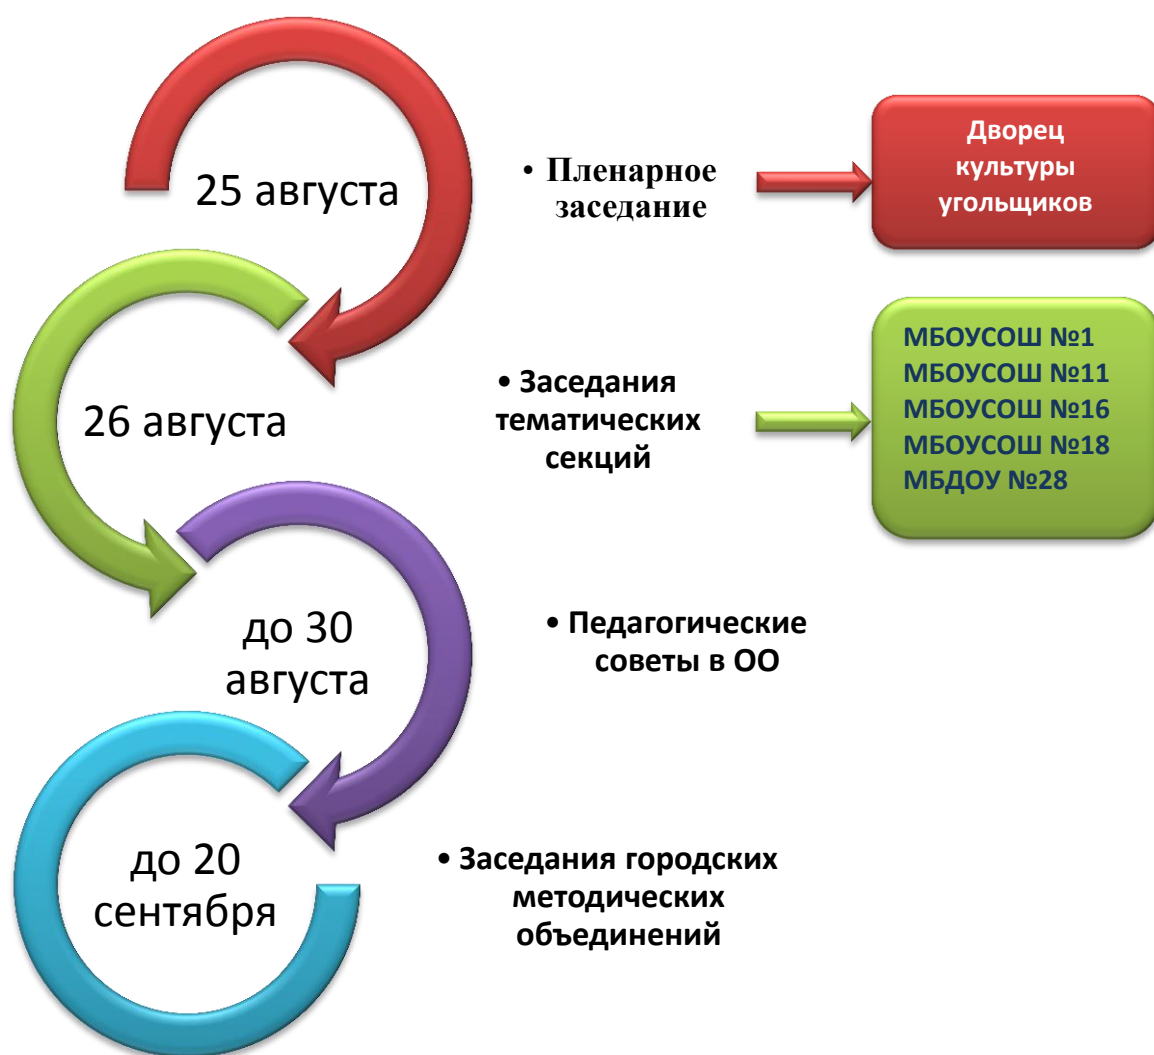 25 августа
• Пленарное
заседание
Дворец
культуры
угольщиков
26 августа
• Заседания
тематических
секций
МБОУСОШ №1
МБОУСОШ №11
МБОУСОШ №16
МБОУСОШ №18
МБДОУ №28
до 30
августа
• Педагогические
советы в ОО
до 20
сентября
• Заседания городских
методических
объединений